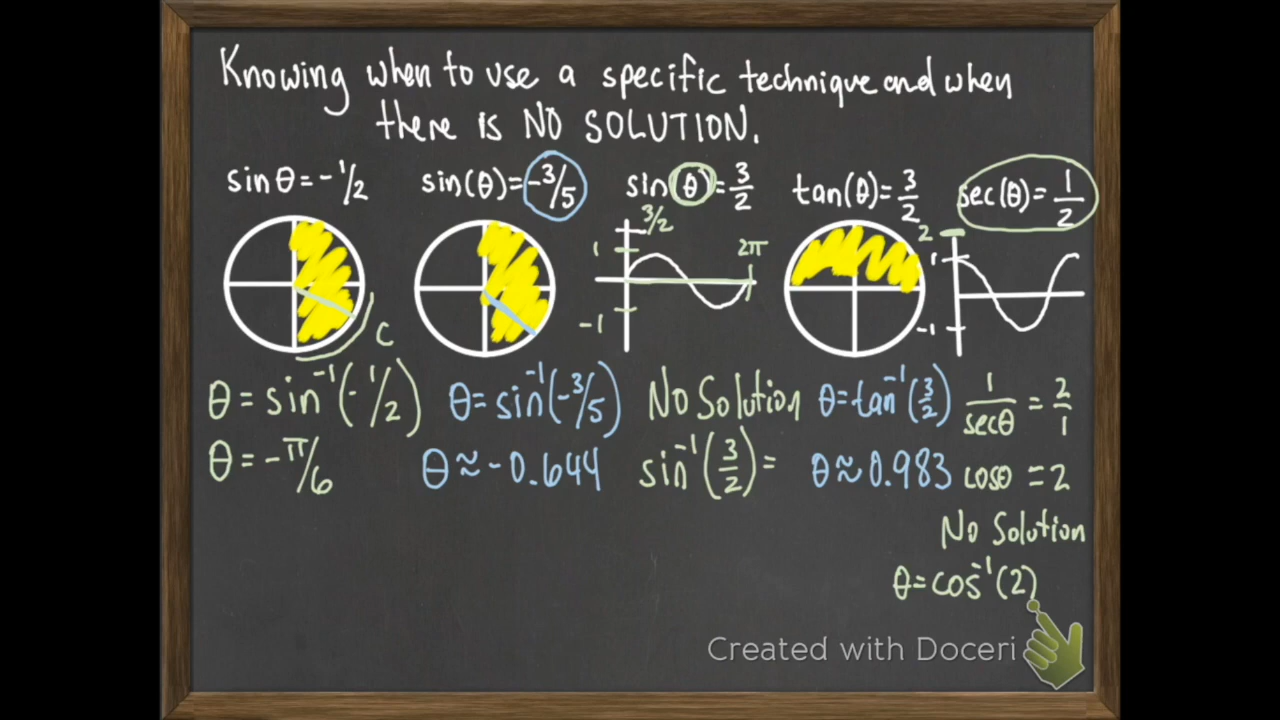 Knowing when to use a specific technique and when
there is NO SOLUTION.
sin θ = -1/2
sin(θ) = -3/5
sin(θ) = 3/2
tan(θ) = 3/2
sec(θ) = 1/2
C
3/2
1
-1
2π
2
1
-1
θ = sin⁻¹(-1/2)
θ = -π/6
θ = sin⁻¹(-3/5)
θ ≈ -0.644
No Solution
sin⁻¹(3/2) =
θ = tan⁻¹(3/2)
θ ≈ 0.983
1/secθ = 2/1
cosθ = 2
No Solution
θ = cos⁻¹(2)
Created with Doceri